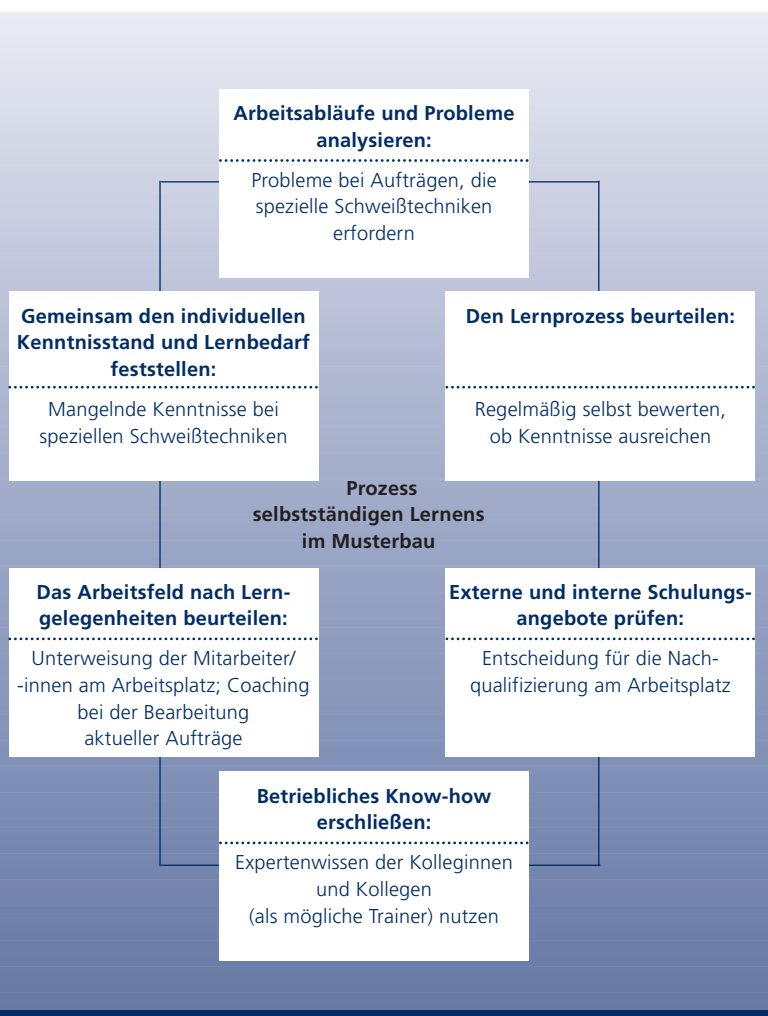 Arbeitsabläufe und Probleme
analysieren:
Probleme bei Aufträgen, die
spezielle Schweißtechniken
erfordern
Gemeinsam den individuellen
Kenntnisstand und Lernbedarf
feststellen:
Mangelnde Kenntnisse bei
speziellen Schweißtechniken
Den Lernprozess beurteilen:
Regelmäßig selbst bewerten,
ob Kenntnisse ausreichen
Prozess
selbstständigen Lernens
im Musterbau
Das Arbeitsfeld nach Lern-
gelegenheiten beurteilen:
Unterweisung der Mitarbeiter/
-innen am Arbeitsplatz; Coaching
bei der Bearbeitung
aktueller Aufträge
Externe und interne Schulungs-
angebote prüfen:
Entscheidung für die Nach-
qualifizierung am Arbeitsplatz
Betriebliches Know-how
erschließen:
Expertenwissen der Kolleginnen
und Kollegen
(als mögliche Trainer) nutzen